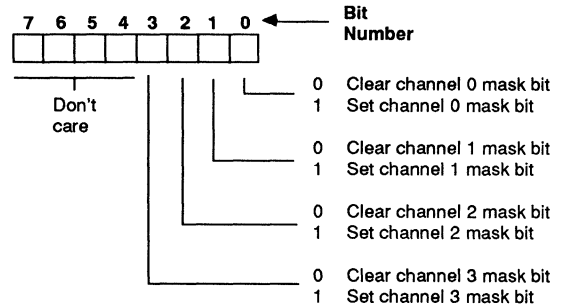 7 6 5 4 3 2 1 0
Bit
Number
Don't
care
0 Clear channel 0 mask bit
1 Set channel 0 mask bit
0 Clear channel 1 mask bit
1 Set channel 1 mask bit
0 Clear channel 2 mask bit
1 Set channel 2 mask bit
0 Clear channel 3 mask bit
1 Set channel 3 mask bit